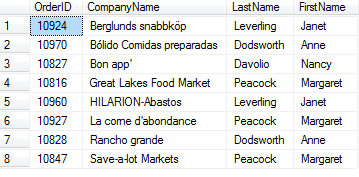 OrderID CompanyName LastName FirstName
1 10924 Berglunds snabbköp Leverling Janet
2 10970 Bólido Comidas preparadas Dodsworth Anne
3 10827 Bon app' Davolio Nancy
4 10816 Great Lakes Food Market Peacock Margaret
5 10960 HILARION-Abastos Leverling Janet
6 10927 La corne d'abondance Peacock Margaret
7 10828 Rancho grande Dodsworth Anne
8 10847 Save-a-lot Markets Peacock Margaret